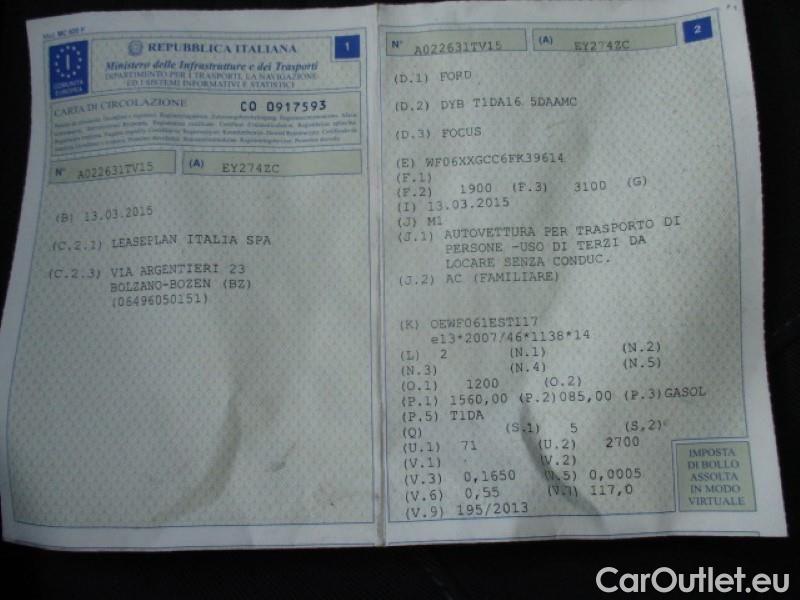 Mod. MC 820 F
REPUBBLICA ITALIANA
1
COMUNITÀ
EUROPEA
Ministero delle Infrastrutture e dei Trasporti
DIPARTIMENTO PER I TRASPORTI, LA NAVIGAZIONE
ED I SISTEMI INFORMATIVI E STATISTICI
CARTA DI CIRCOLAZIONE CO 0917593
N° A022631TV15 (A) EY274ZC
(B) 13.03.2015
(C.2.1) LEASEPLAN ITALIA SPA
(C.2.3) VIA ARGENTIERI 23
BOLZANO-BOZEN (BZ)
(06496050151)
N° A022631TV15 (A) EY274ZC
2
(D.1) FORD
(D.2) DYB T1DA16 5DAAMC
(D.3) FOCUS
(E) WF06XXGCC6FK39614
(F.1)
(F.2) 1900 (F.3) 3100 (G)
(I) 13.03.2015
(J) M1
(J.1) AUTOVETTURA PER TRASPORTO DI
PERSONE -USO DI TERZI DA
LOCARE SENZA CONDUC.
(J.2) AC (FAMILIARE)
(K) OEWF061EST117
e13*2007/46*1138*14
(L) 2 (N.1) (N.2)
(N.3) (N.4) (N.5)
(O.1) 1200 (O.2)
(P.1) 1560,00 (P.2)085,00 (P.3)GASOL
(P.5) T1DA
(Q) (S.1) 5 (S.2)
(U.1) 71 (U.2) 2700
(V.1) (V.2)
(V.3) 0,1650 (V.5) 0,0005
(V.6) 0,55 (V.7) 117,0
(V.9) 195/2013
IMPOSTA
DI BOLLO
ASSOLTA
IN MODO
VIRTUALE
CarOutlet.eu